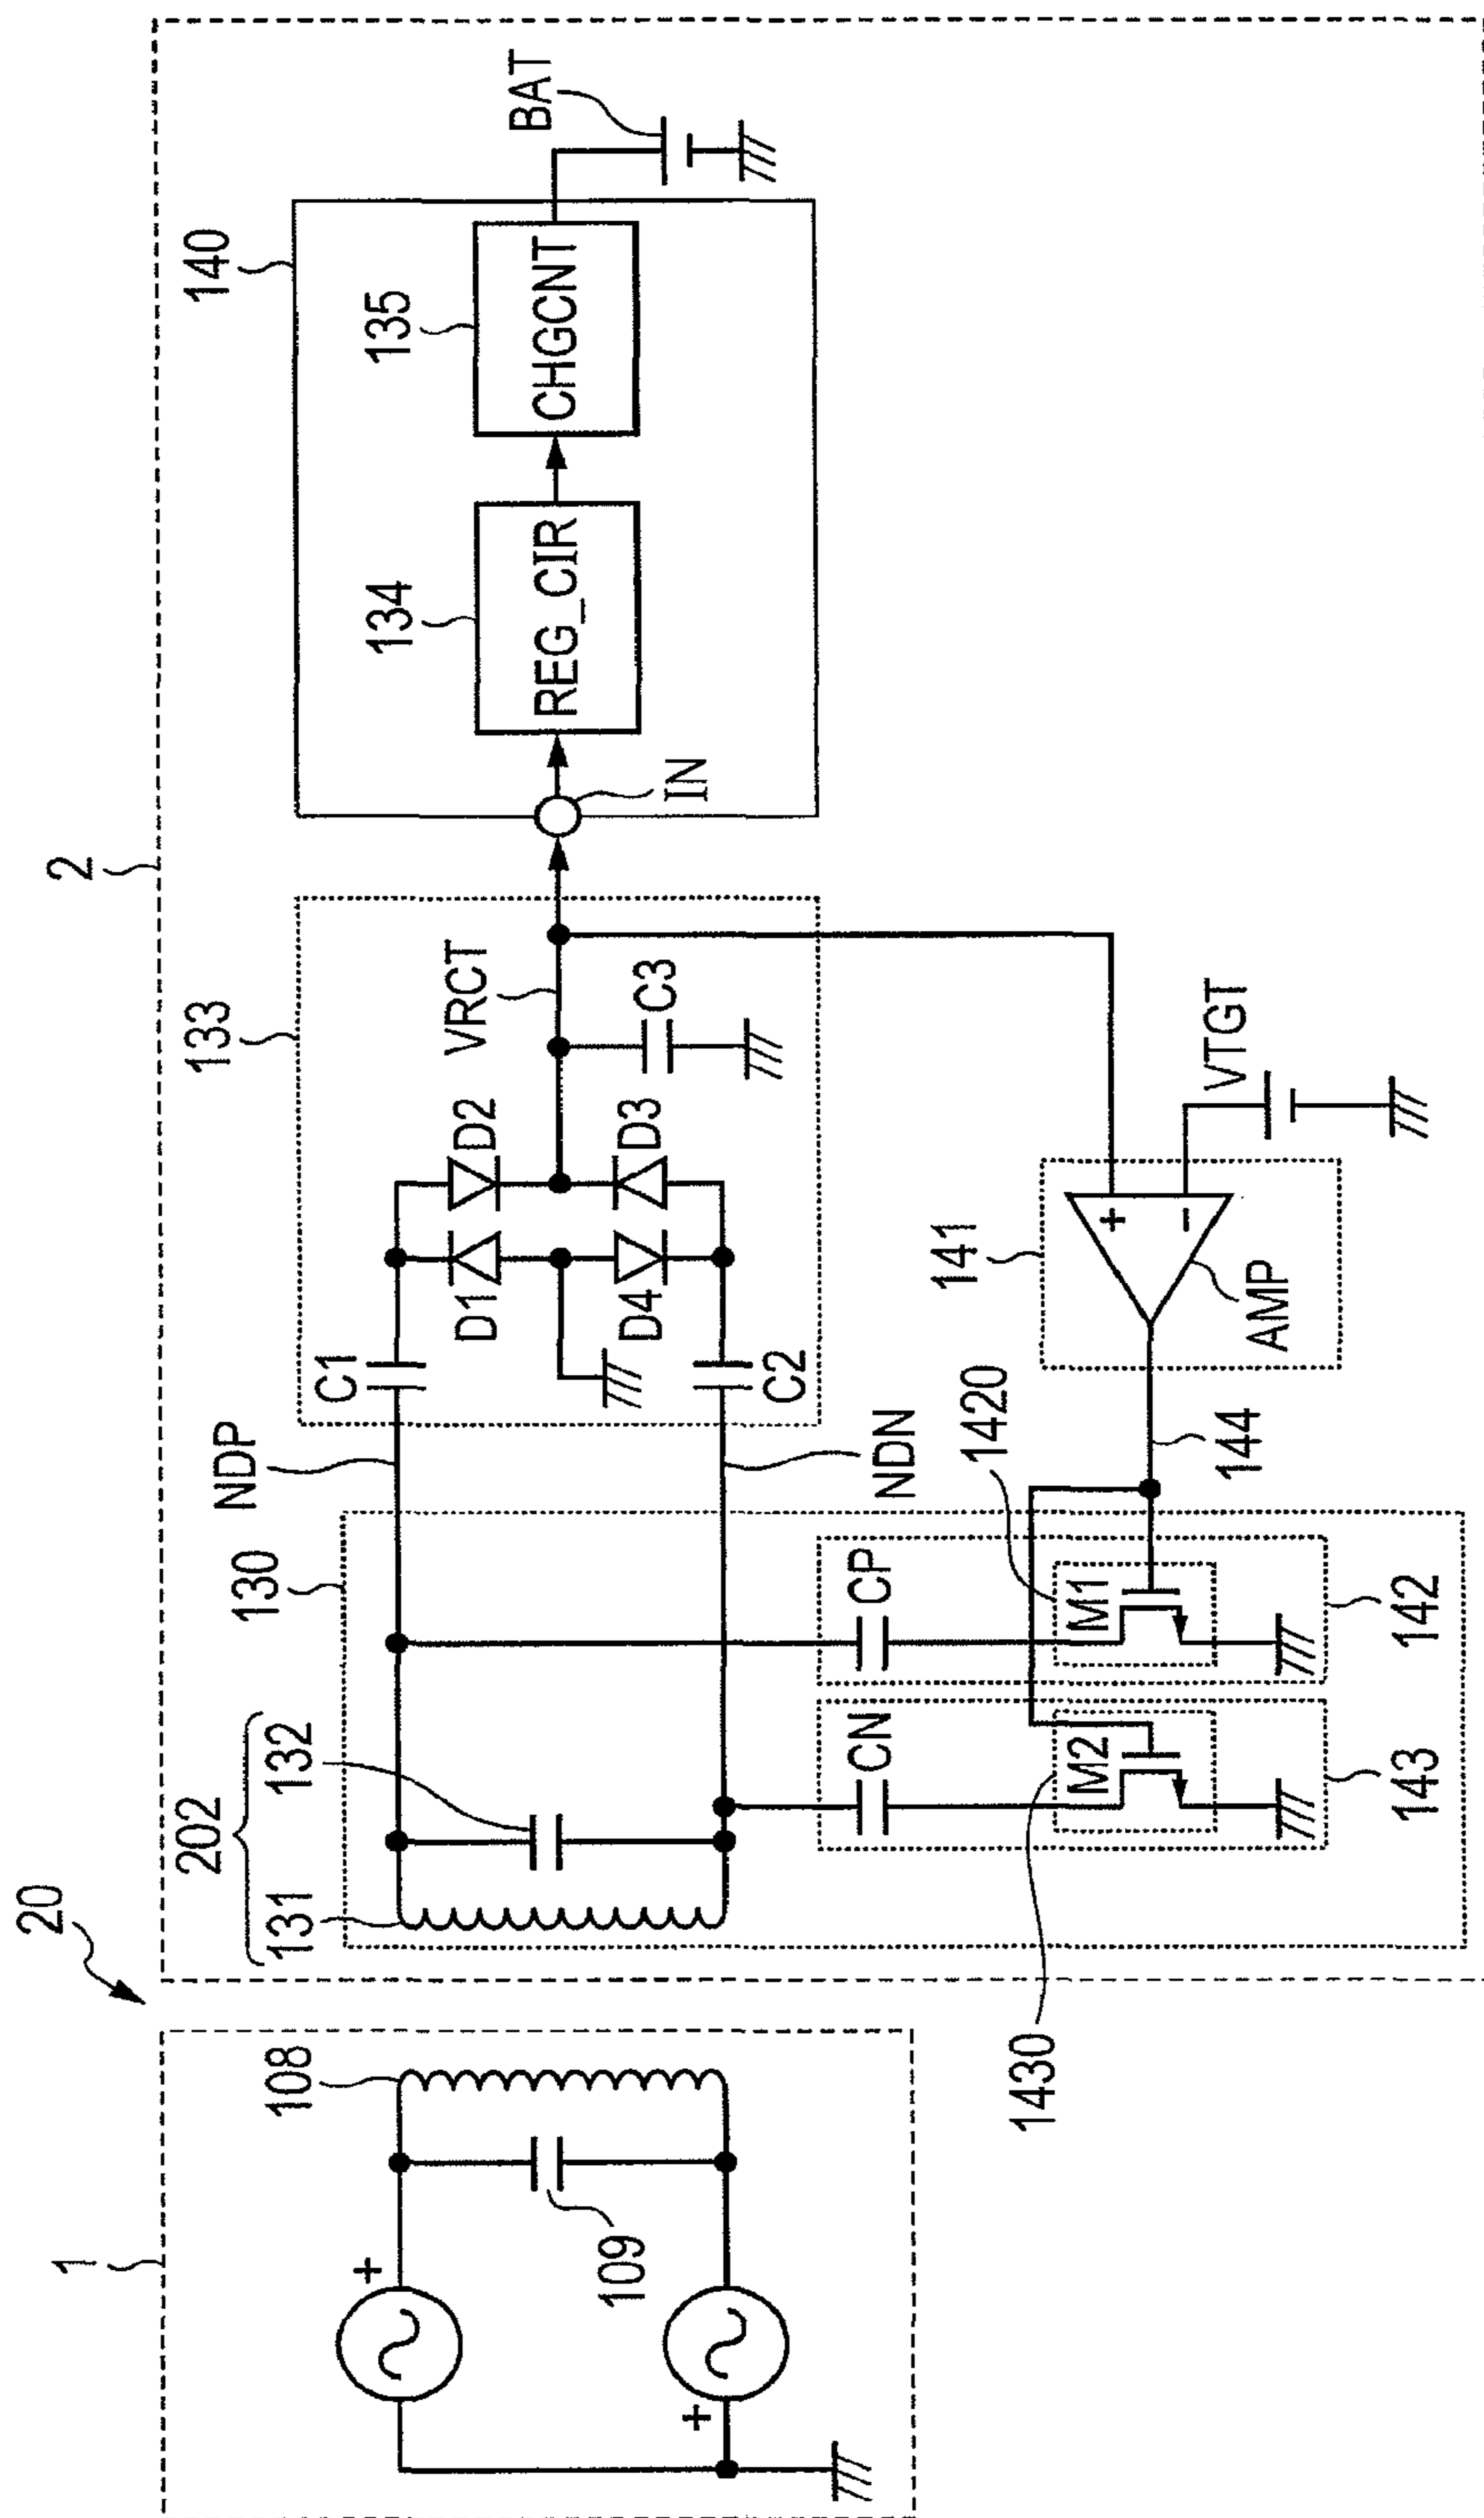 20
1
108
109
+
+
2
202
131
132
130
NDP
NDN
CP
CN
M1
M2
1420
1430
142
143
144
133
C1
C2
D1
D2
D3
D4
C3
VRCT
141
AMP
+
−
VTGT
140
IN
134
REG_CIR
135
CHGCNT
BAT